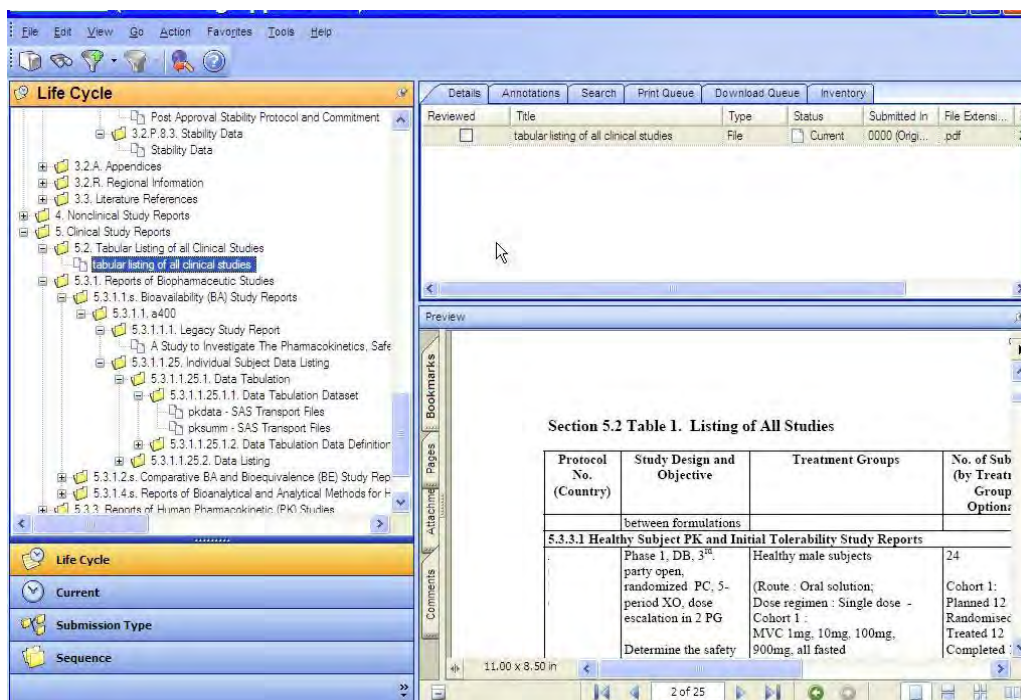 File Edit View Go Action Favorites Tools Help
Life Cycle
Post Approval Stability Protocol and Commitment
3.2.P.8.3. Stability Data
Stability Data
3.2.A. Appendices
3.2.R. Regional Information
3.3. Literature References
4. Nonclinical Study Reports
5. Clinical Study Reports
5.2. Tabular Listing of all Clinical Studies
tabular listing of all clinical studies
5.3.1. Reports of Biophamaceutic Studies
5.3.1.1.s. Bioavailability (BA) Study Reports
5.3.1.1. a400
5.3.1.1.1. Legacy Study Report
A Study to Investigate The Pharmacokinetics, Safe
5.3.1.1.25. Individual Subject Data Listing
5.3.1.1.25.1. Data Tabulation
5.3.1.1.25.1.1. Data Tabulation Dataset
pkdata - SAS Transport Files
pksumm - SAS Transport Files
5.3.1.1.25.1.2. Data Tabulation Data Definition
5.3.1.1.25.2. Data Listing
5.3.1.2.s. Comparative BA and Bioequivalence (BE) Study Rep
5.3.1.4.s. Reports of Bioanalytical and Analytical Methods for H
5.3.3. Reports of Human Pharmacokinetic (PK) Studies
Life Cycle
Current
Submission Type
Sequence
Details Annotations Search Print Queue Download Queue Inventory
Reviewed Title Type Status Submitted In File Extensi...
tabular listing of all clinical studies File Current 0000 (Origi... .pdf
Preview
Bookmarks
Pages
Attachme
Comments
Section 5.2 Table 1. Listing of All Studies
Protocol Study Design and Treatment Groups No. of Sub
No. Objective (by Treatm
(Country) Group
Optiona
between formulations
5.3.3.1 Healthy Subject PK and Initial Tolerability Study Reports
Phase 1, DB, 3rd. Healthy male subjects 24
party open,
randomized PC, 5- (Route : Oral solution; Cohort 1:
period XO, dose Dose regimen : Single dose - Planned 12
escalation in 2 PG Cohort 1 : Randomised
MVC 1mg, 10mg, 100mg, Treated 12
Determine the safety 900mg, all fasted Completed
11.00 x 8.50 in
2 of 25